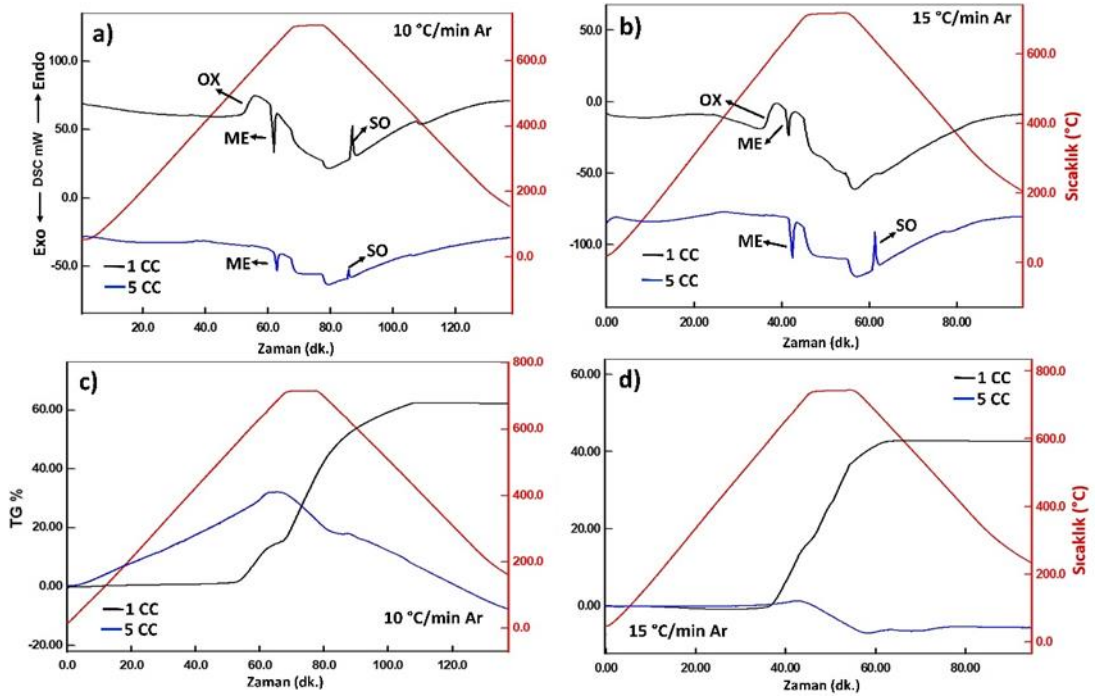 a)
10 °C/min Ar
100.0
50.0
0.0
-50.0
Exo ← DSC mW → Endo
OX
ME
SO
ME
SO
1 CC
5 CC
600.0
400.0
200.0
0.0
20.0 40.0 60.0 80.0 100.0 120.0
Zaman (dk.)
b)
15 °C/min Ar
50.0
0.0
-50.0
-100.0
OX
ME
ME
SO
1 CC
5 CC
600.0
400.0
200.0
0.0
Sıcaklık (°C)
0.00 20.00 40.00 60.00 80.00
Zaman (dk.)
c)
60.00
40.00
20.00
0.00
-20.00
TG %
1 CC
5 CC
10 °C/min Ar
800.0
600.0
400.0
200.0
0.0
0.0 20.0 40.0 60.0 80.0 100.0 120.0
Zaman (dk.)
d)
1 CC
5 CC
60.00
40.00
20.00
0.00
15 °C/min Ar
800.0
600.0
400.0
200.0
0.0
Sıcaklık (°C)
0.00 20.00 40.00 60.00 80.00
Zaman (dk.)